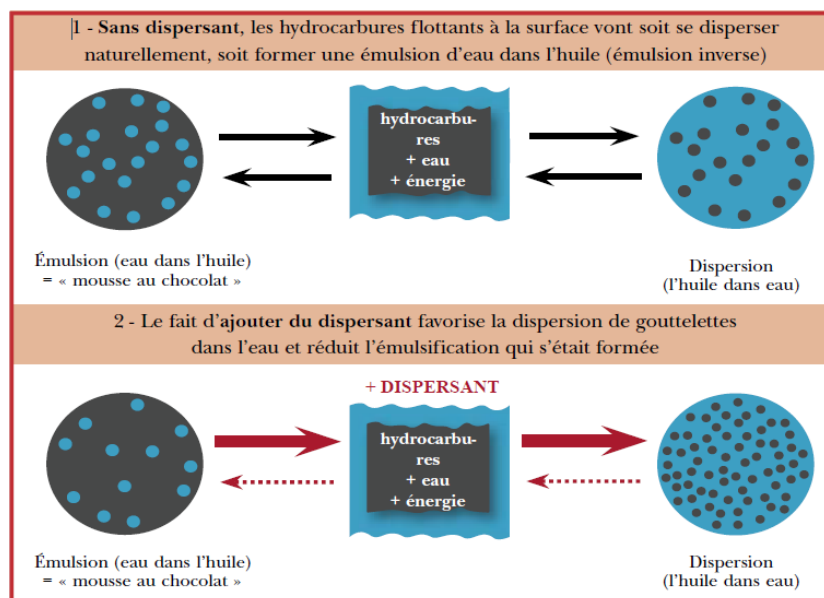 1 - Sans dispersant, les hydrocarbures flottants à la surface vont soit se disperser
naturellement, soit former une émulsion d'eau dans l'huile (émulsion inverse)
hydrocarbu-
res
+ eau
+ énergie
Émulsion (eau dans l'huile)
= « mousse au chocolat »
Dispersion
(l'huile dans eau)
2 - Le fait d'ajouter du dispersant favorise la dispersion de gouttelettes
dans l'eau et réduit l'émulsification qui s'était formée
+ DISPERSANT
hydrocarbu-
res
+ eau
+ énergie
Émulsion (eau dans l'huile)
= « mousse au chocolat »
Dispersion
(l'huile dans eau)